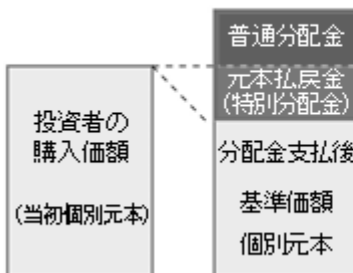 投資者の
購入価額
(当初個別元本)
普通分配金
元本払戻金
(特別分配金)
分配金支払後
基準価額
個別元本